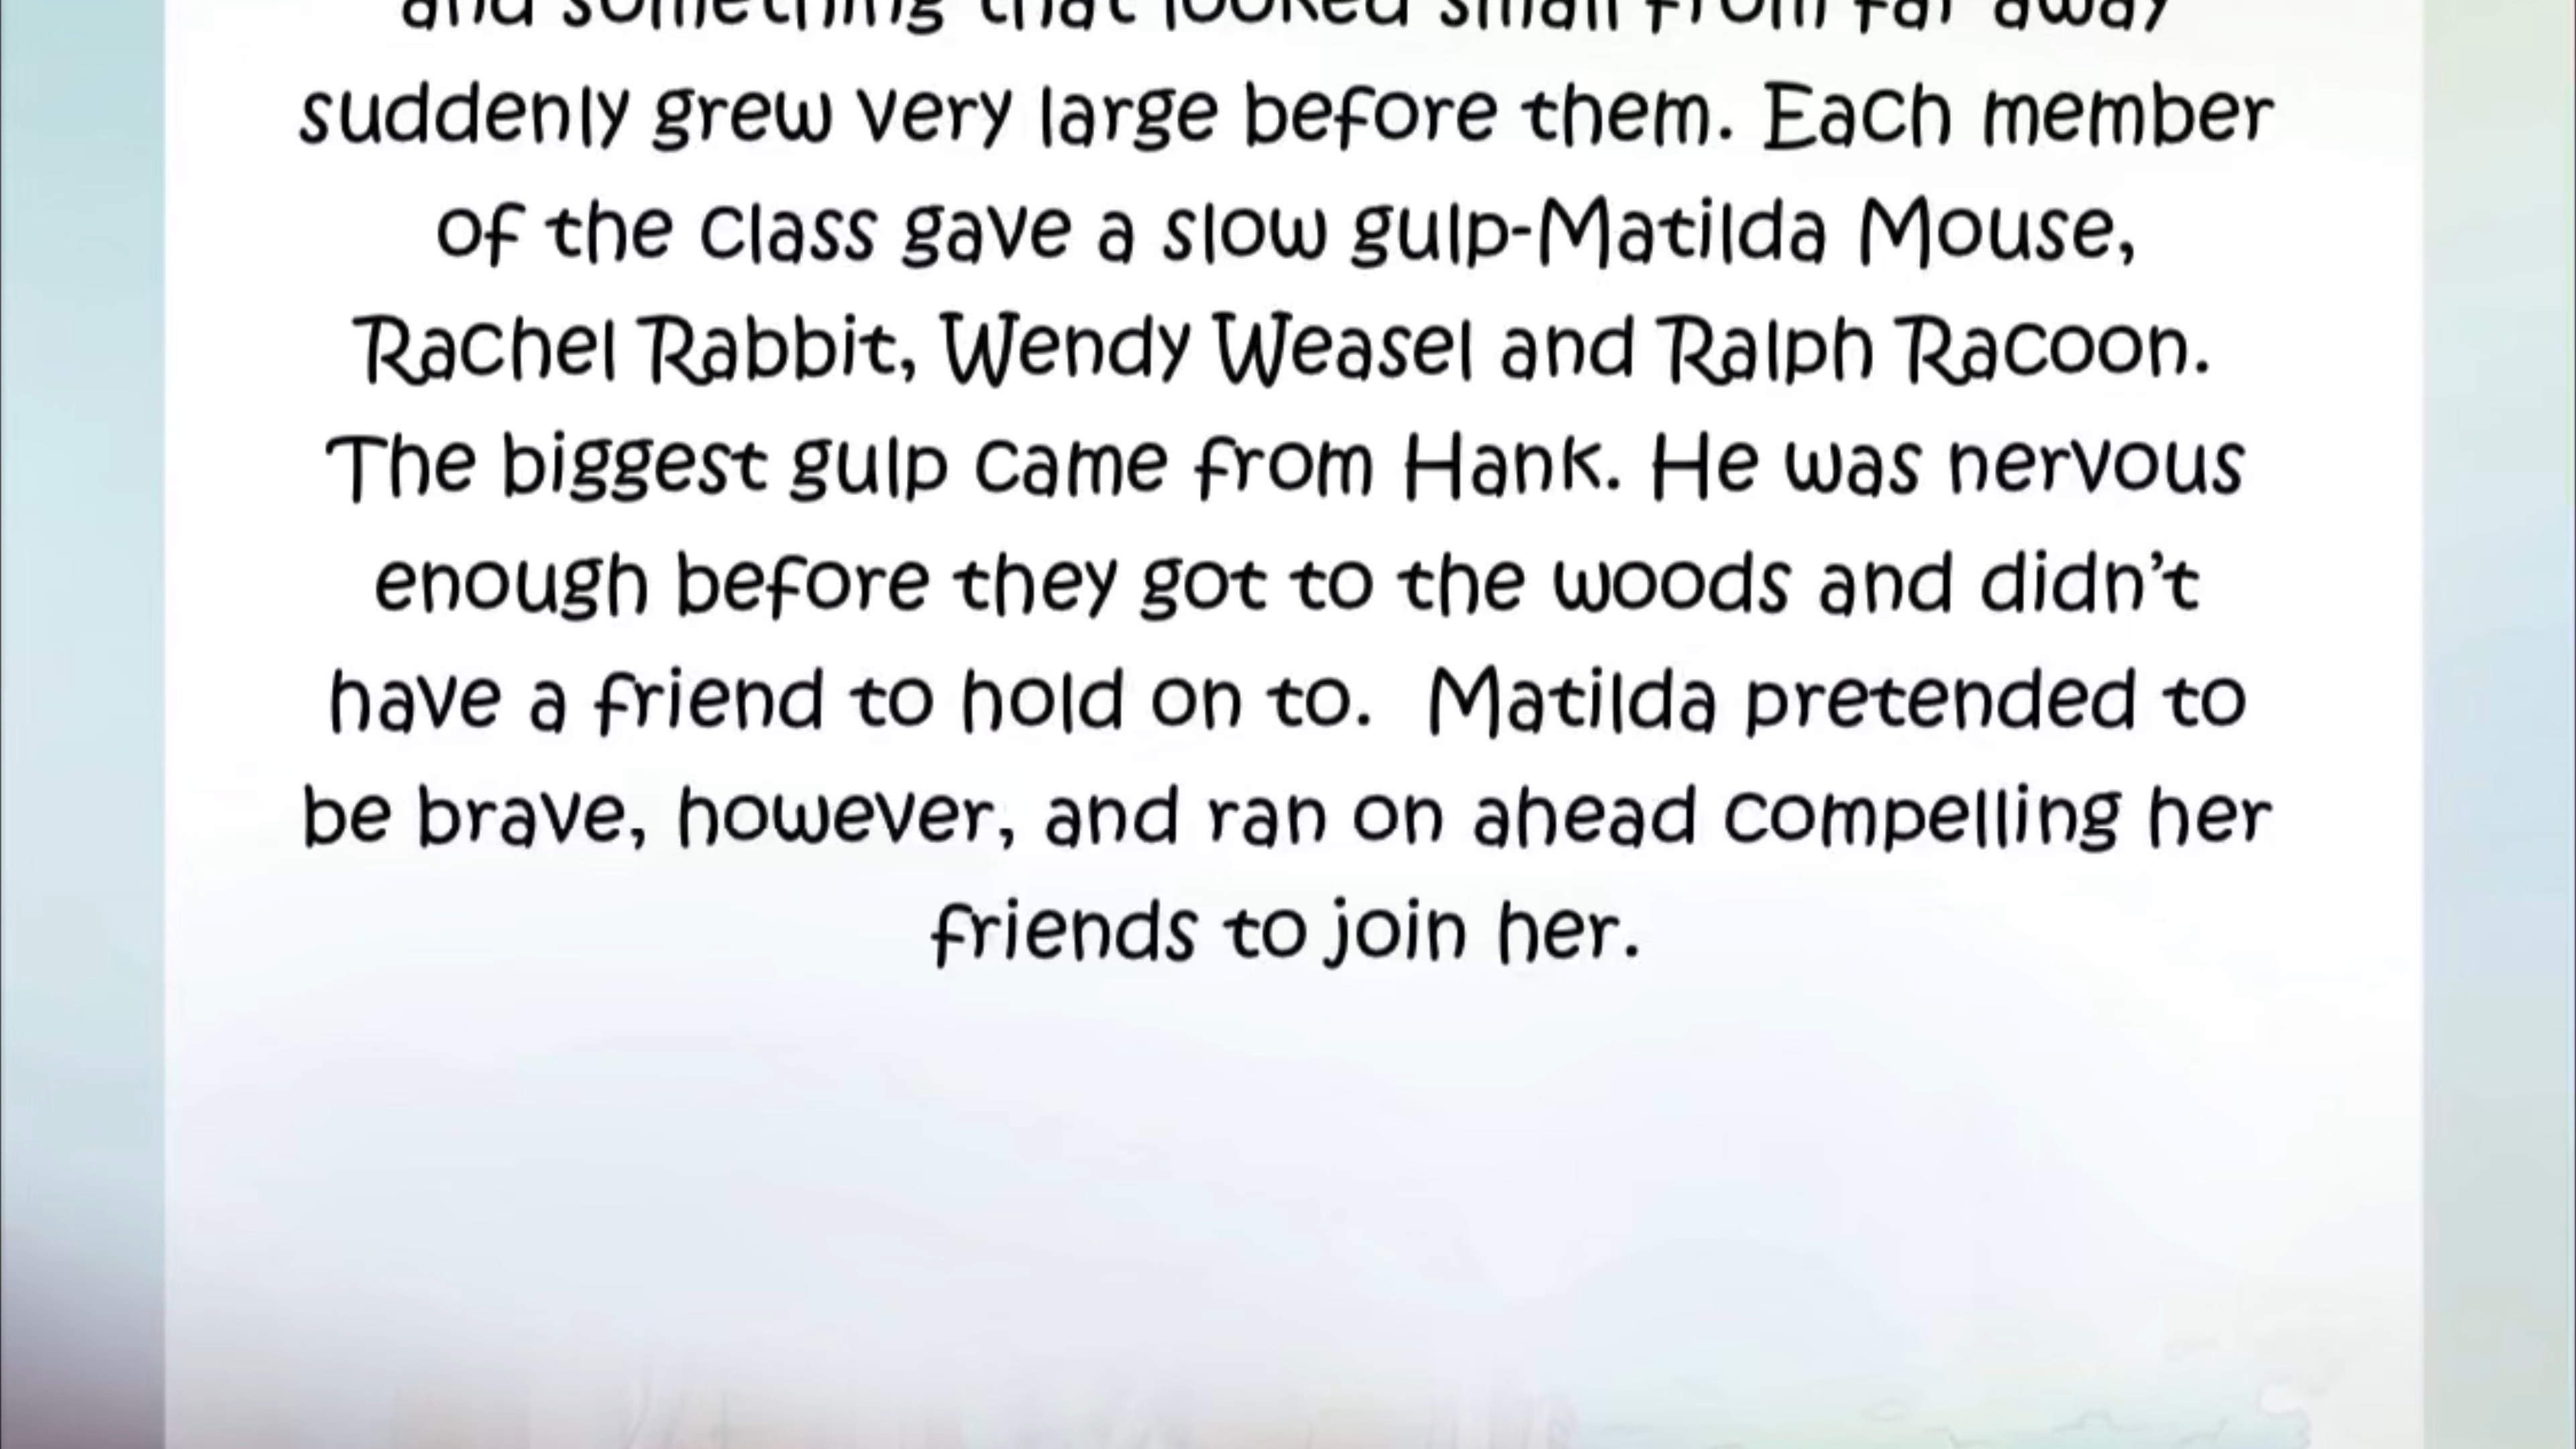 and something that looked small from far away
suddenly grew very large before them. Each member
of the class gave a slow gulp-Matilda Mouse,
Rachel Rabbit, Wendy Weasel and Ralph Racoon.
The biggest gulp came from Hank. He was nervous
enough before they got to the woods and didn’t
have a friend to hold on to.  Matilda pretended to
be brave, however, and ran on ahead compelling her
friends to join her.